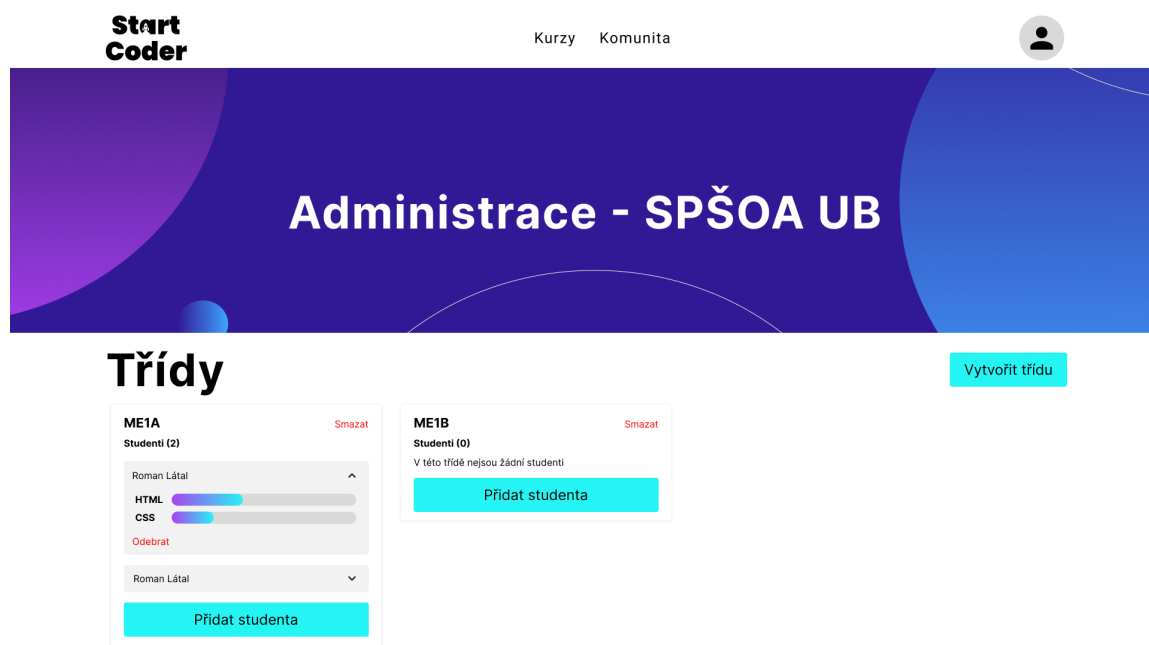 Start
Coder
Kurzy Komunita
Administrace - SPŠOA UB
Třídy
Vytvořit třídu
ME1A
Smazat
Studenti (2)
Roman Látal
HTML
CSS
Odebrat
Roman Látal
Přidat studenta
ME1B
Smazat
Studenti (0)
V této třídě nejsou žádní studenti
Přidat studenta